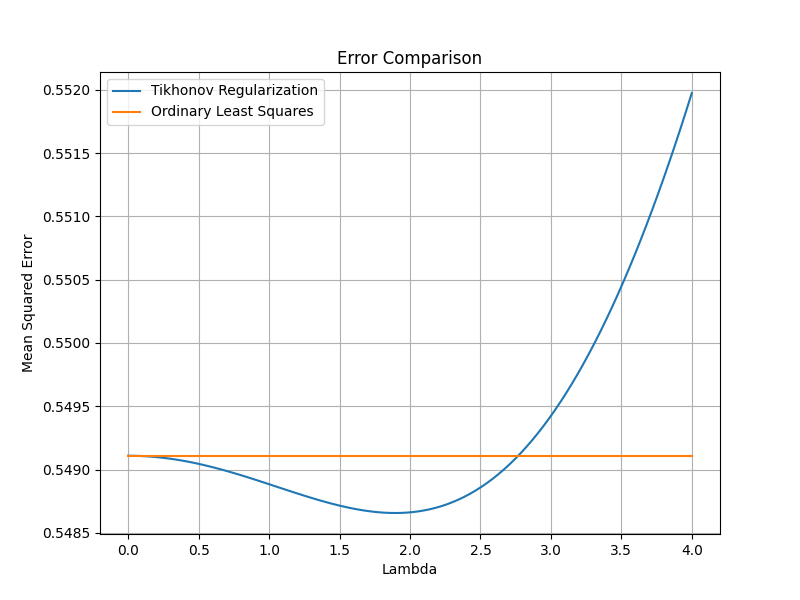 Error Comparison
Tikhonov Regularization
Ordinary Least Squares
0.5520
0.5515
0.5510
0.5505
0.5500
0.5495
0.5490
0.5485
Mean Squared Error
0.0 0.5 1.0 1.5 2.0 2.5 3.0 3.5 4.0
Lambda